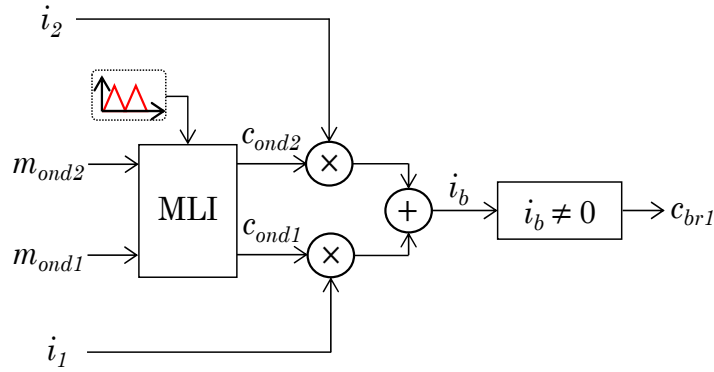 i2
cond2
×
mond2
MLI
ib
ib ≠ 0
cbr1
+
cond1
mond1
×
i1